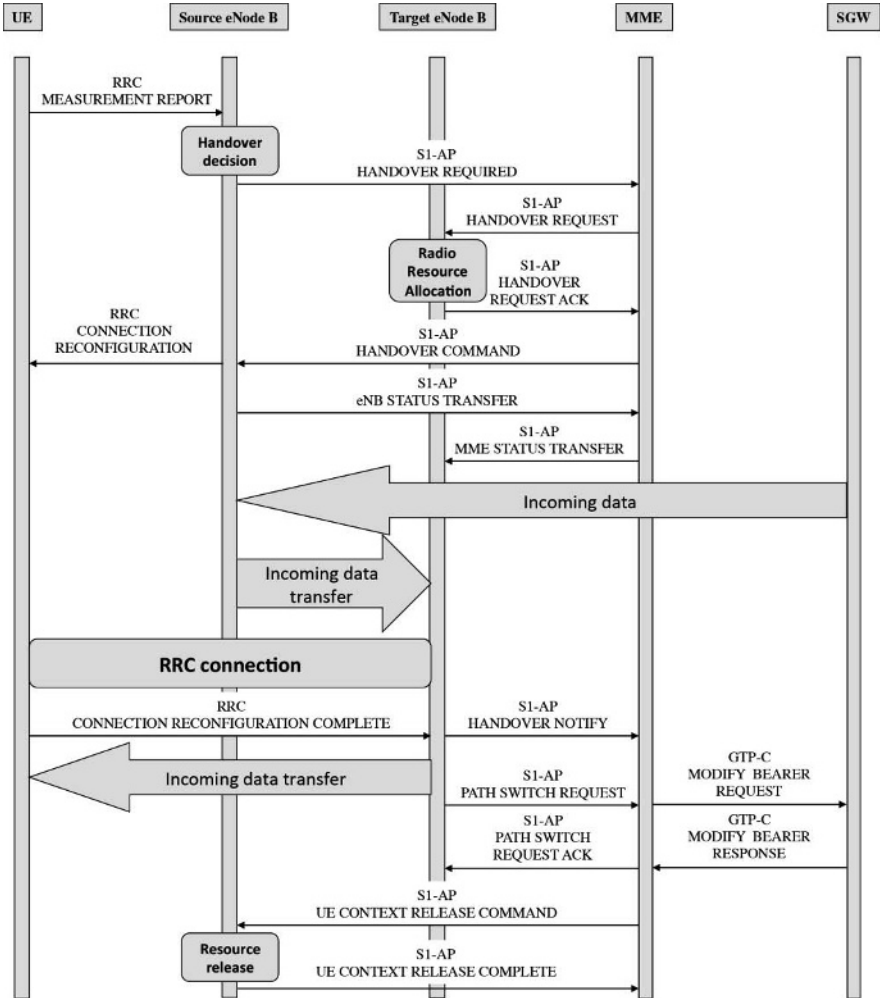 UE
Source eNode B
Target eNode B
MME
SGW
RRC
MEASUREMENT REPORT
Handover
decision
S1-AP
HANDOVER REQUIRED
S1-AP
HANDOVER REQUEST
Radio
Resource
Allocation
S1-AP
HANDOVER
REQUEST ACK
RRC
CONNECTION
RECONFIGURATION
S1-AP
HANDOVER COMMAND
S1-AP
eNB STATUS TRANSFER
S1-AP
MME STATUS TRANSFER
Incoming data
Incoming data
transfer
RRC connection
RRC
CONNECTION RECONFIGURATION COMPLETE
S1-AP
HANDOVER NOTIFY
Incoming data transfer
S1-AP
PATH SWITCH REQUEST
GTP-C
MODIFY BEARER
REQUEST
S1-AP
PATH SWITCH
REQUEST ACK
GTP-C
MODIFY BEARER
RESPONSE
S1-AP
UE CONTEXT RELEASE COMMAND
Resource
release
S1-AP
UE CONTEXT RELEASE COMPLETE